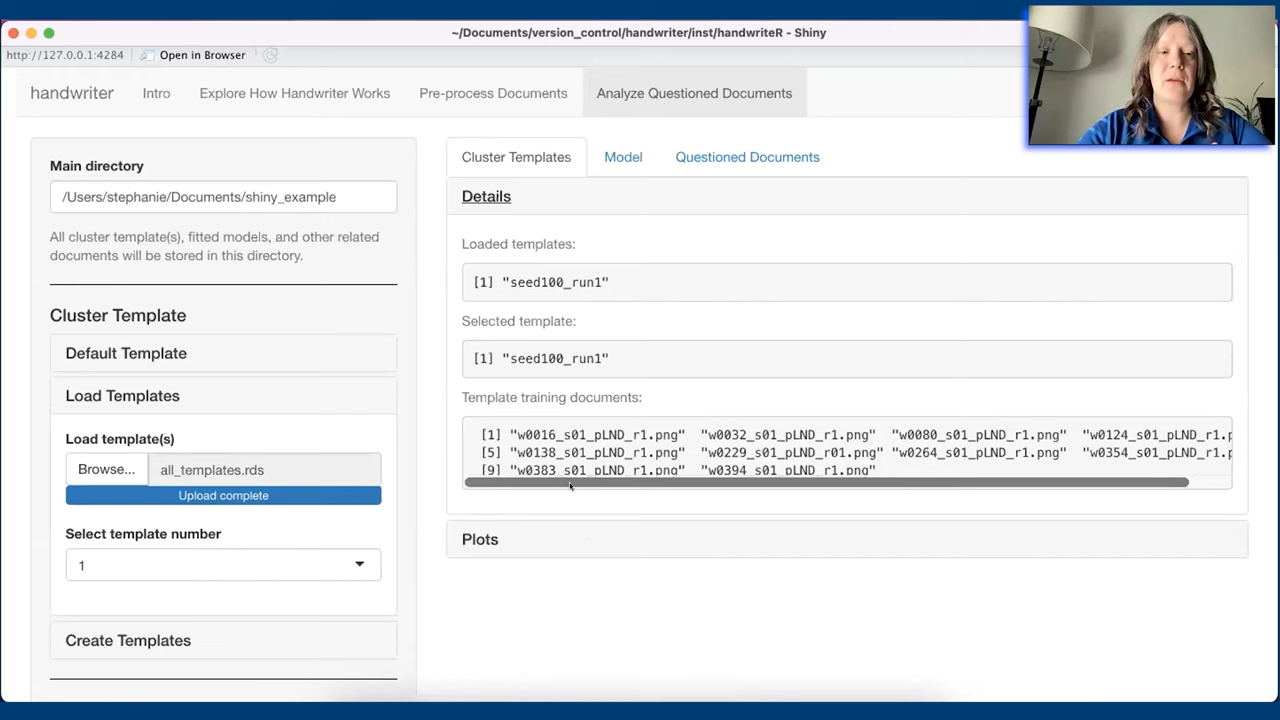 ~/Documents/version_control/handwriter/inst/handwriteR - Shiny
http://127.0.0.1:4284 Open in Browser
handwriter Intro Explore How Handwriter Works Pre-process Documents Analyze Questioned Documents
Main directory
/Users/stephanie/Documents/shiny_example
All cluster template(s), fitted models, and other related
documents will be stored in this directory.
Cluster Template
Default Template
Load Templates
Load template(s)
Browse... all_templates.rds
Upload complete
Select template number
1
Create Templates
Cluster Templates Model Questioned Documents
Details
Loaded templates:
[1] "seed100_run1"
Selected template:
[1] "seed100_run1"
Template training documents:
[1] "w0016_s01_pLND_r1.png" "w0032_s01_pLND_r1.png" "w0080_s01_pLND_r1.png" "w0124_s01_pLND_r1.p
[5] "w0138_s01_pLND_r1.png" "w0229_s01_pLND_r01.png" "w0264_s01_pLND_r1.png" "w0354_s01_pLND_r1.p
[9] "w0383_s01_pLND_r1.png" "w0394_s01_pLND_r1.png"
Plots